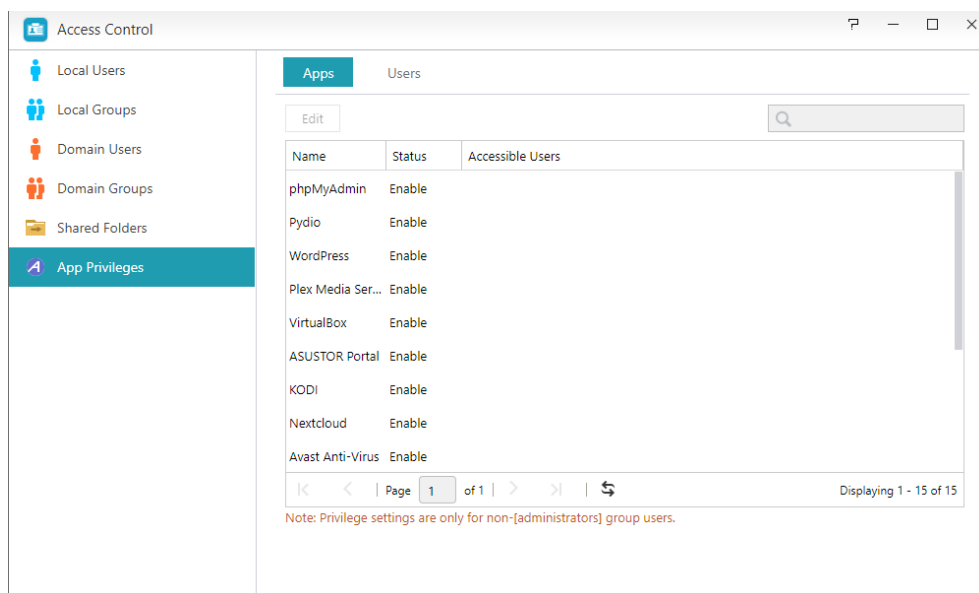 Access Control
Local Users
Local Groups
Domain Users
Domain Groups
Shared Folders
App Privileges
Apps Users
Edit
Name Status Accessible Users
phpMyAdmin Enable
Pydio Enable
WordPress Enable
Plex Media Ser... Enable
VirtualBox Enable
ASUSTOR Portal Enable
KODI Enable
Nextcloud Enable
Avast Anti-Virus Enable
Page 1 of 1 Displaying 1 - 15 of 15
Note: Privilege settings are only for non-[administrators] group users.